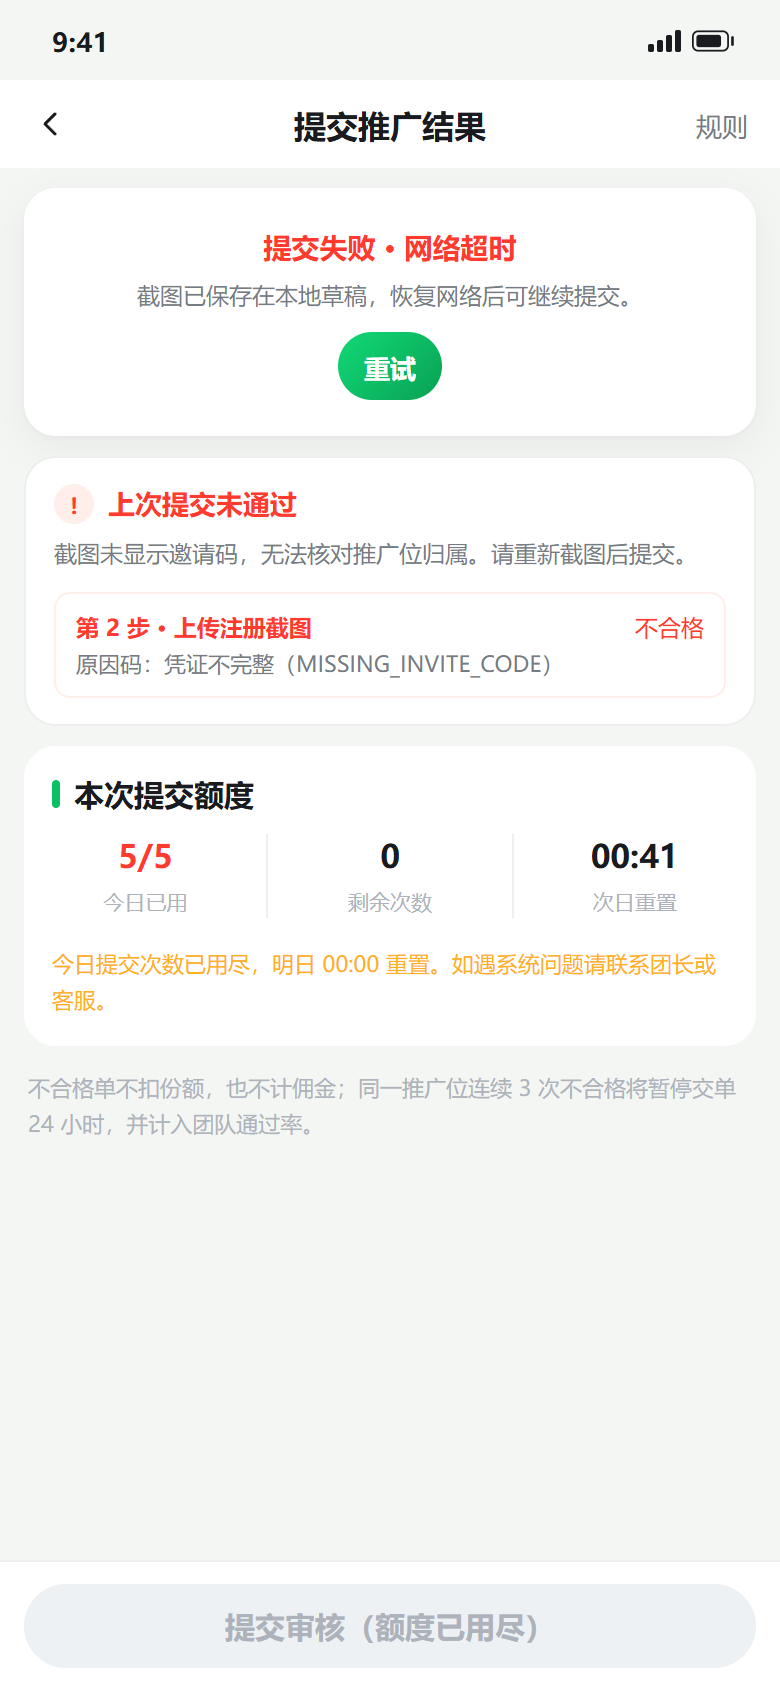 9:41
提交推广结果
规则
提交失败 · 网络超时
截图已保存在本地草稿，恢复网络后可继续提交。
重试
! 上次提交未通过
截图未显示邀请码，无法核对推广位归属。请重新截图后提交。
第 2 步 · 上传注册截图 不合格
原因码：凭证不完整（MISSING_INVITE_CODE）
本次提交额度
5/5 0 00:41
今日已用 剩余次数 次日重置
今日提交次数已用尽，明日 00:00 重置。如遇系统问题请联系团长或
客服。
不合格单不扣份额，也不计佣金；同一推广位连续 3 次不合格将暂停交单
24 小时，并计入团队通过率。
提交审核（额度已用尽）